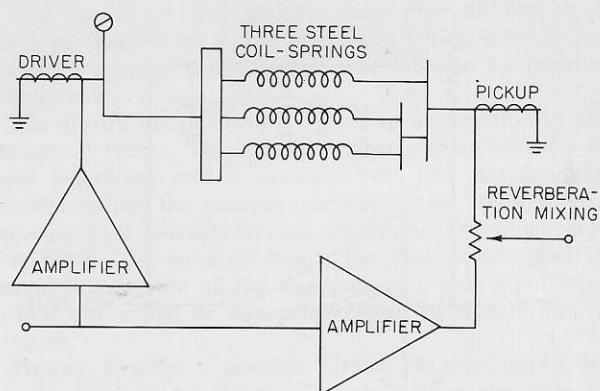 THREE STEEL
COIL-SPRINGS
DRIVER
PICKUP
REVERBERA-
TION MIXING
AMPLIFIER
AMPLIFIER